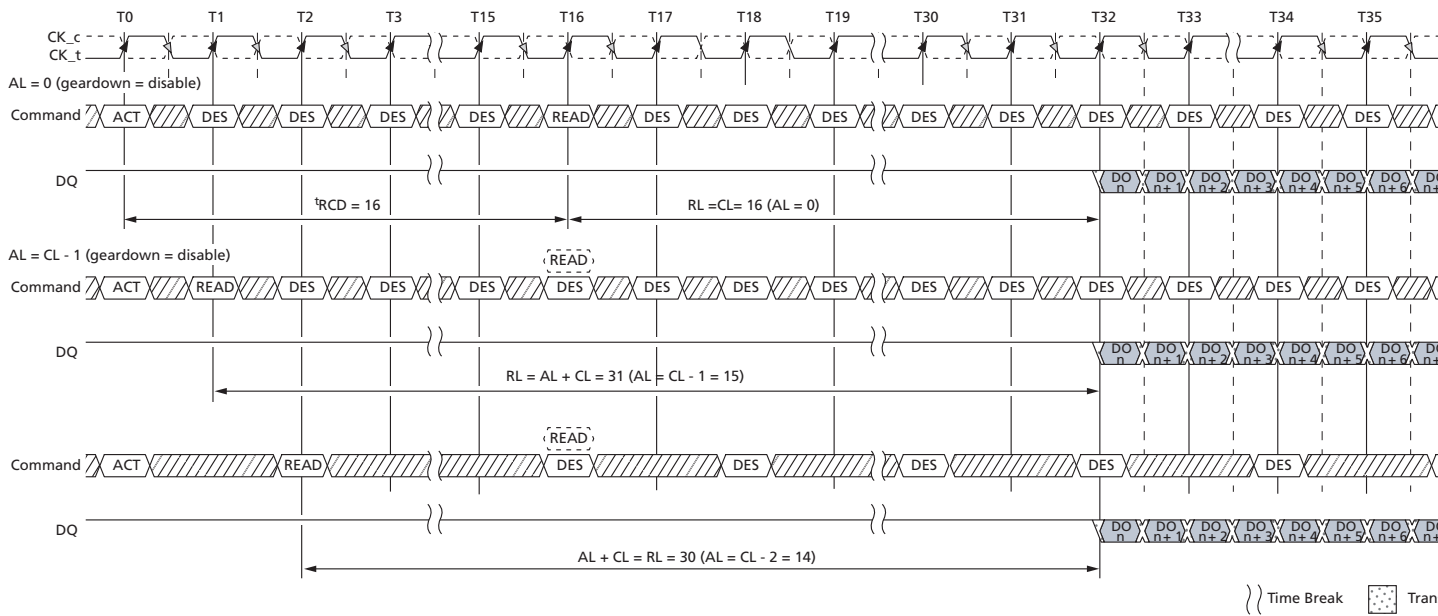 T0 T1 T2 T3 T15 T16 T17 T18 T19 T30 T31 T32 T33 T34 T35
CK_c
CK_t
AL = 0 (geardown = disable)
Command ACT DES DES DES DES READ DES DES DES DES DES DES DES DES DES
DQ DO n DO n + 1 DO n + 2 DO n + 3 DO n + 4 DO n + 5 DO n + 6 DO n +
tRCD = 16 RL =CL= 16 (AL = 0)
AL = CL - 1 (geardown = disable)
READ
Command ACT READ DES DES DES DES DES DES DES DES DES DES DES DES DES
DQ DO n DO n + 1 DO n + 2 DO n + 3 DO n + 4 DO n + 5 DO n + 6 DO n +
RL = AL + CL = 31 (AL = CL - 1 = 15)
READ
Command ACT READ DES DES DES DES DES
DQ DO n DO n + 1 DO n + 2 DO n + 3 DO n + 4 DO n + 5 DO n + 6 DO n +
AL + CL = RL = 30 (AL = CL - 2 = 14)
Time Break Tran